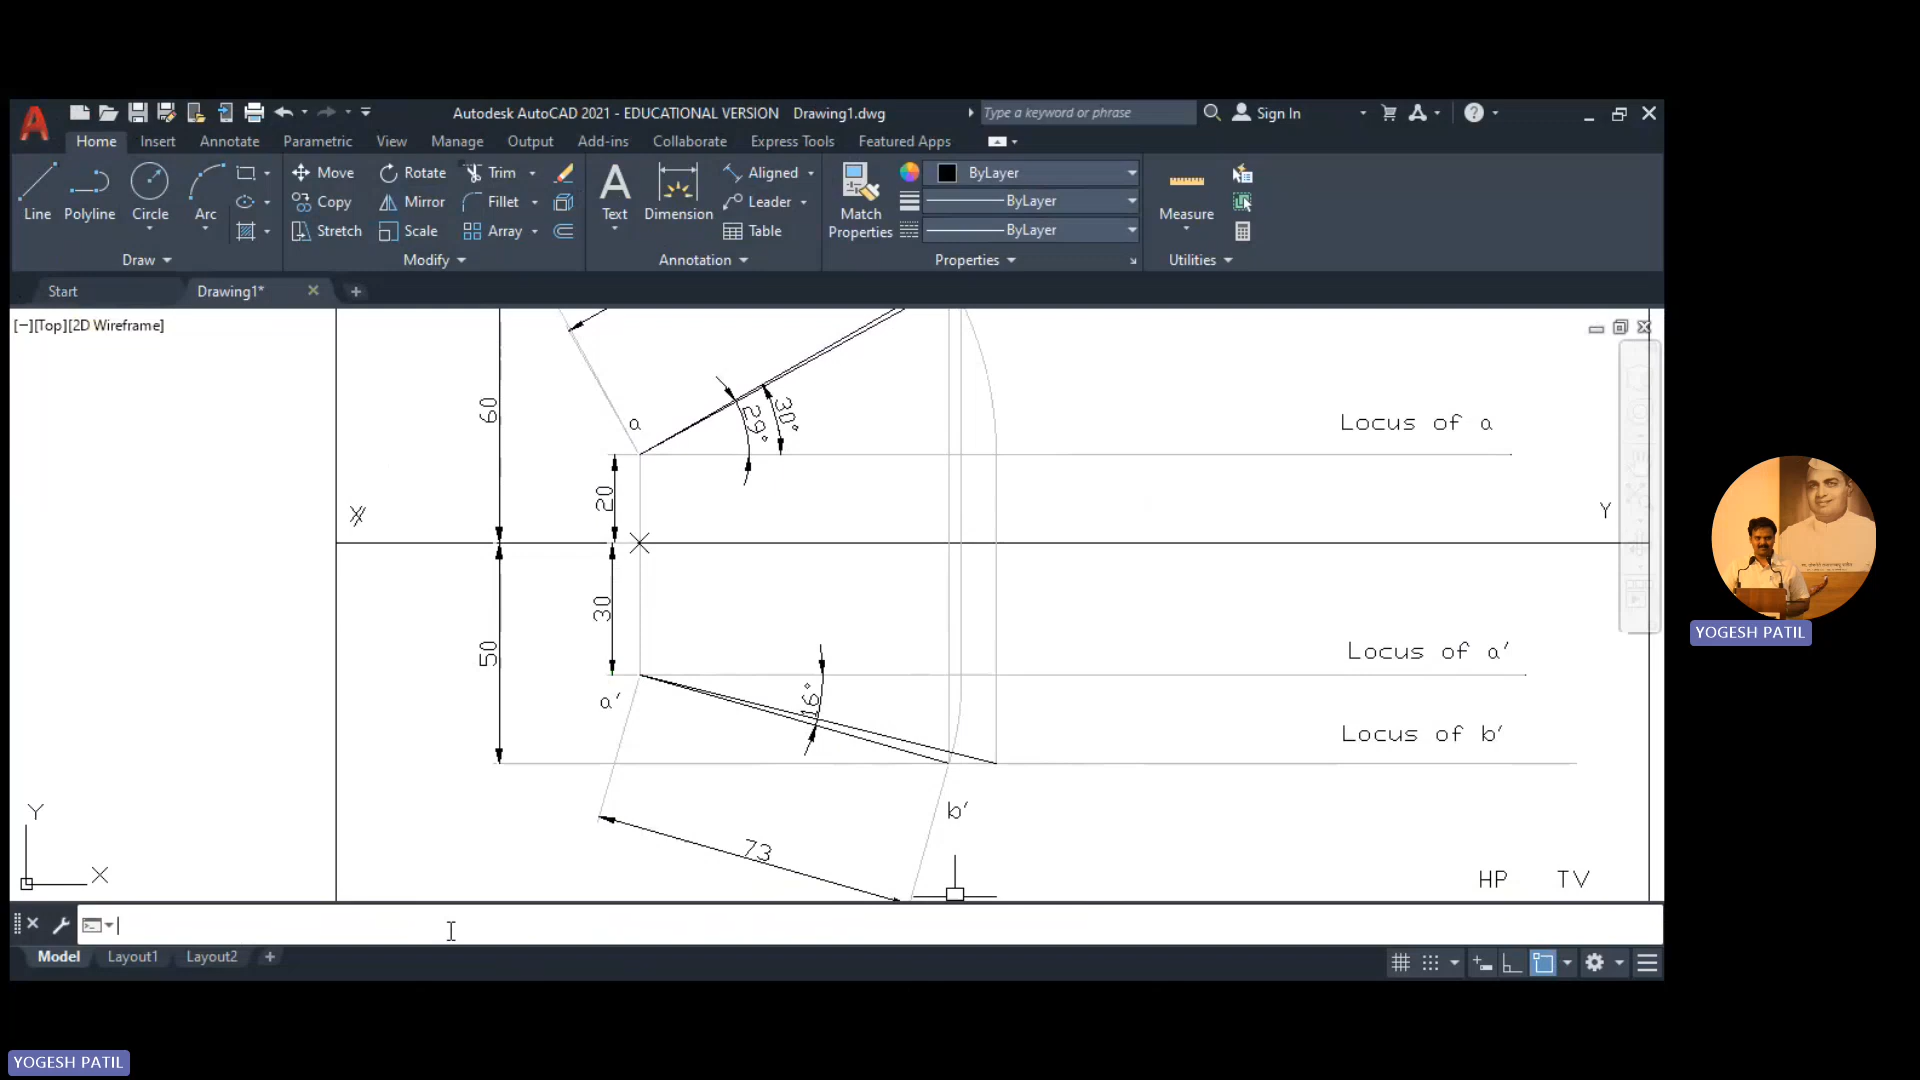 Autodesk AutoCAD 2021 - EDUCATIONAL VERSION Drawing1.dwg
Type a keyword or phrase
Sign In
Home Insert Annotate Parametric View Manage Output Add-ins Collaborate Express Tools Featured Apps
Line
Polyline
Circle
Arc
Draw
Move Rotate Trim
Copy Mirror Fillet
Stretch Scale Array
Modify
Text
Dimension
Aligned
Leader
Table
Annotation
Match
Properties
ByLayer
ByLayer
ByLayer
Properties
Measure
Utilities
Start Drawing1*
[−][Top][2D Wireframe]
60
a
29°
30°
Locus of a
20
X
Y
30
50
Locus of a′
a′
16°
Locus of b′
b′
73
Y
X
HP TV
Model Layout1 Layout2
YOGESH PATIL
YOGESH PATIL